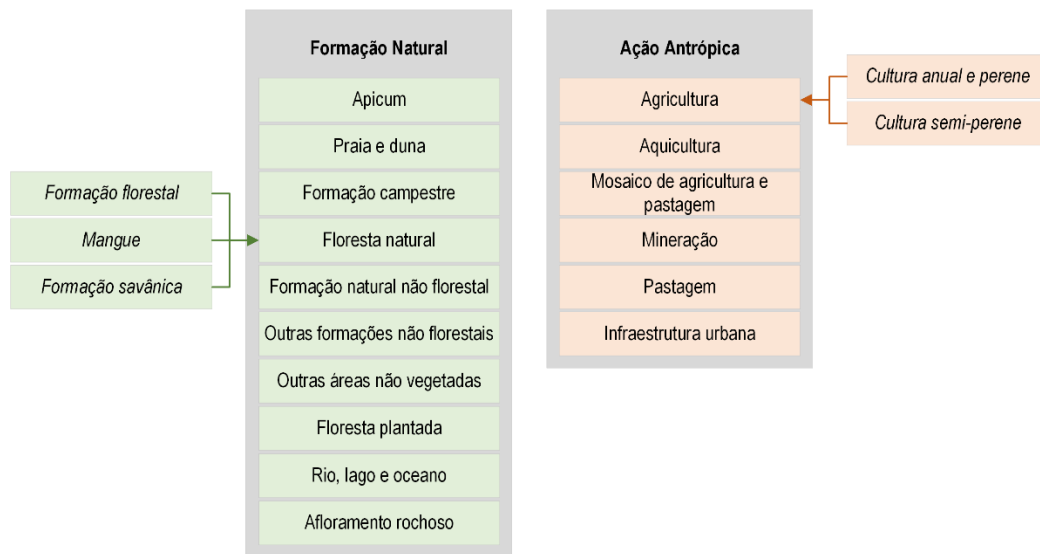 Formação Natural
Apicum
Praia e duna
Formação campestre
Floresta natural
Formação natural não florestal
Outras formações não florestais
Outras áreas não vegetadas
Floresta plantada
Rio, lago e oceano
Afloramento rochoso
Formação florestal
Mangue
Formação savânica
Ação Antrópica
Agricultura
Aquicultura
Mosaico de agricultura e
pastagem
Mineração
Pastagem
Infraestrutura urbana
Cultura anual e perene
Cultura semi-perene